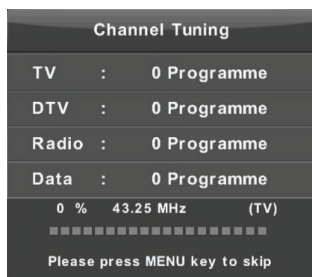 Channel Tuning
TV : 0 Programme
DTV : 0 Programme
Radio : 0 Programme
Data : 0 Programme
0 % 43.25 MHz (TV)
Please press MENU key to skip